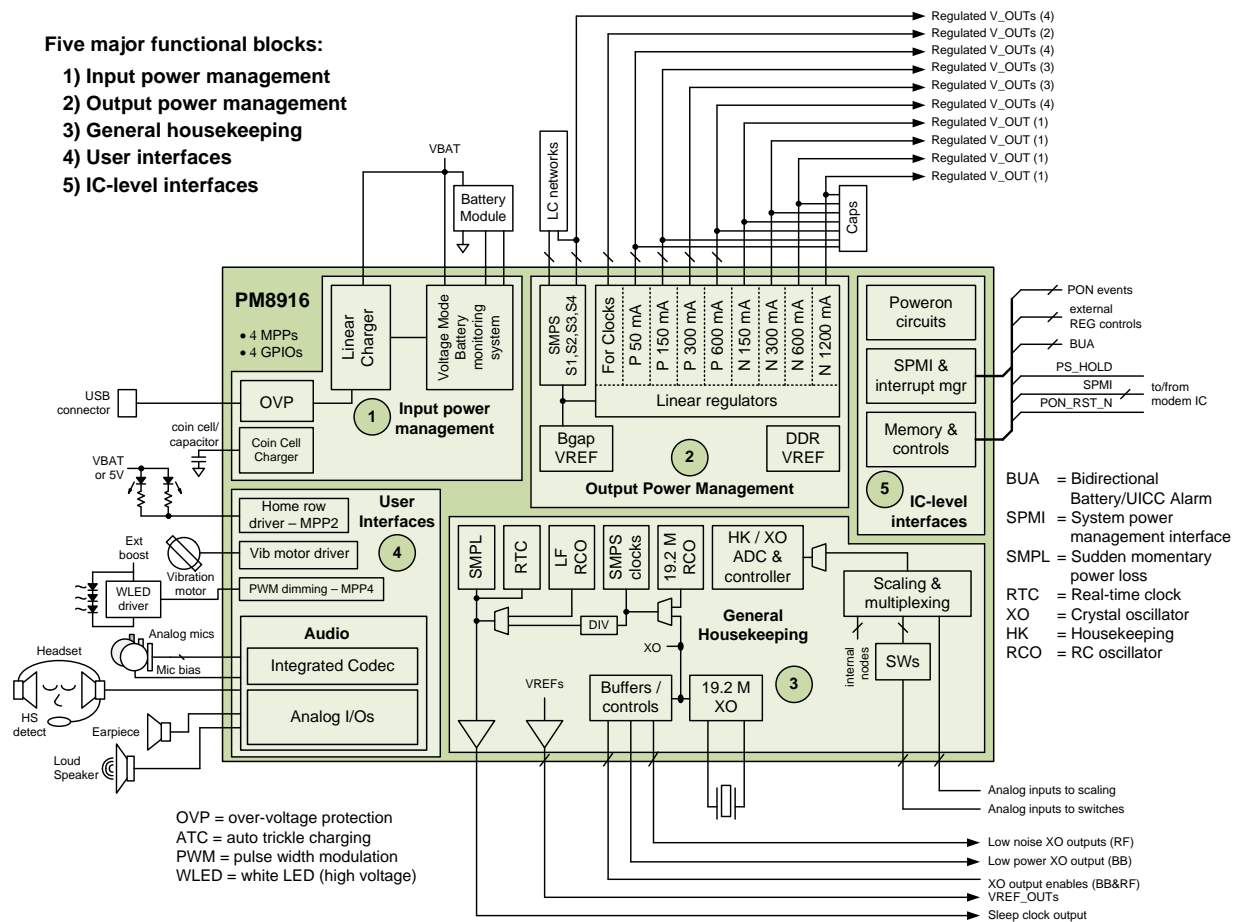 Five major functional blocks:
1) Input power management
2) Output power management
3) General housekeeping
4) User interfaces
5) IC-level interfaces
Regulated V_OUTs (4)
Regulated V_OUTs (2)
Regulated V_OUTs (4)
Regulated V_OUTs (3)
Regulated V_OUTs (3)
Regulated V_OUTs (4)
Regulated V_OUT (1)
Regulated V_OUT (1)
Regulated V_OUT (1)
Regulated V_OUT (1)
VBAT
Battery
Module
LC networks
Caps
PM8916
• 4 MPPs
• 4 GPIOs
Linear
Charger
Voltage Mode
Battery
monitoring
system
OVP
Coin Cell
Charger
1
Input power
management
USB
connector
coin cell/
capacitor
VBAT
or 5V
SMPS
S1,S2,S3,S4
For Clocks
P 50 mA
P 150 mA
P 300 mA
P 600 mA
N 150 mA
N 300 mA
N 600 mA
N 1200 mA
Linear regulators
Bgap
VREF
2
DDR
VREF
Output Power Management
Poweron
circuits
SPMI &
interrupt mgr
Memory &
controls
5
IC-level
interfaces
PON events
external
REG controls
BUA
PS_HOLD
SPMI
PON_RST_N
to/from
modem IC
BUA = Bidirectional
Battery/UICC Alarm
SPMI = System power
management interface
SMPL = Sudden momentary
power loss
RTC = Real-time clock
XO = Crystal oscillator
HK = Housekeeping
RCO = RC oscillator
User
Interfaces
4
Home row
driver – MPP2
Vib motor driver
PWM dimming – MPP4
Ext
boost
Vibration
motor
WLED
driver
Audio
Integrated Codec
Analog I/Os
Analog mics
Mic bias
Headset
HS
detect
Earpiece
Loud
Speaker
SMPL
RTC
LF
RCO
SMPS
clocks
19.2 M
RCO
HK / XO
ADC &
controller
Scaling &
multiplexing
DIV
General
Housekeeping
XO
internal
nodes
SWs
VREFs
Buffers /
controls
19.2 M
XO
3
Analog inputs to scaling
Analog inputs to switches
Low noise XO outputs (RF)
Low power XO output (BB)
XO output enables (BB&RF)
VREF_OUTs
Sleep clock output
OVP = over-voltage protection
ATC = auto trickle charging
PWM = pulse width modulation
WLED = white LED (high voltage)